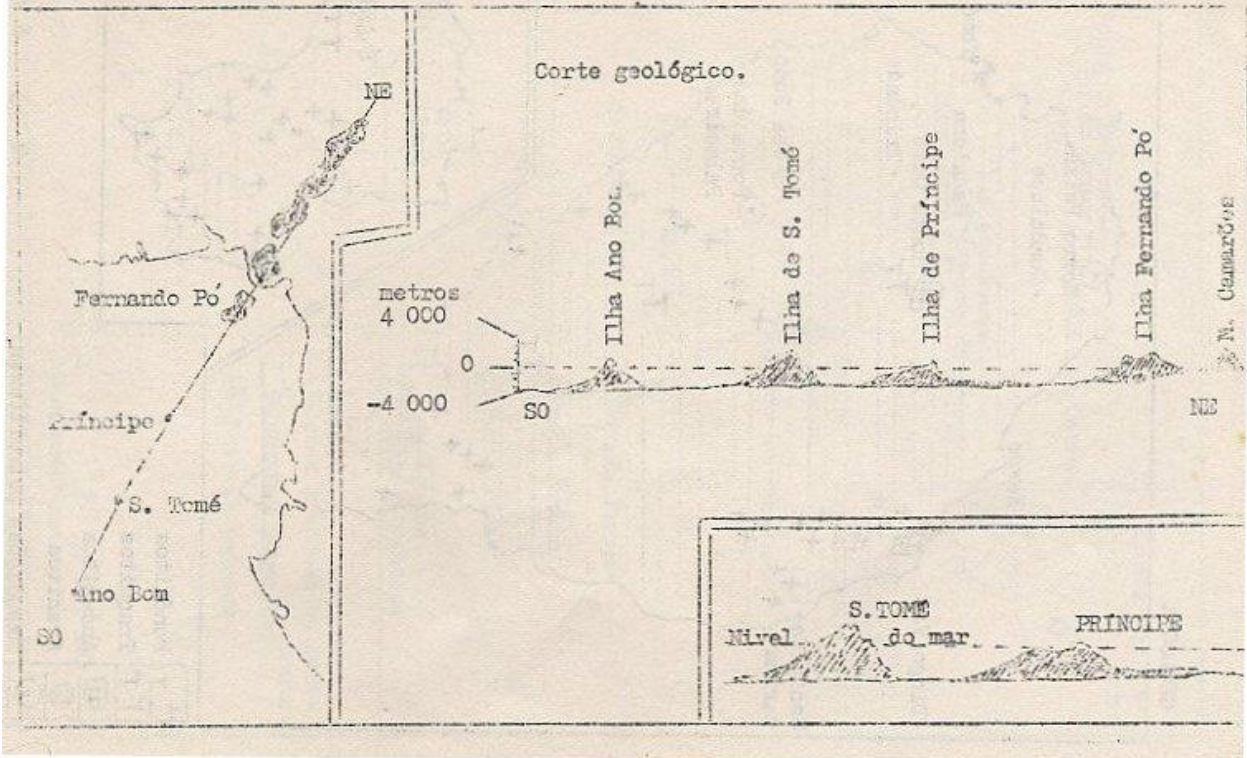 Corte geológico.
NE
Fernando Pó
Príncipe
S. Tomé
Ano Bom
SO
metros
4 000
0
-4 000
SO
Ilha Ano Bom
Ilha de S. Tomé
Ilha de Príncipe
Ilha Fernando Pó
M. Camarões
NE
S. TOMÉ
Nivel do mar
PRÍNCIPE